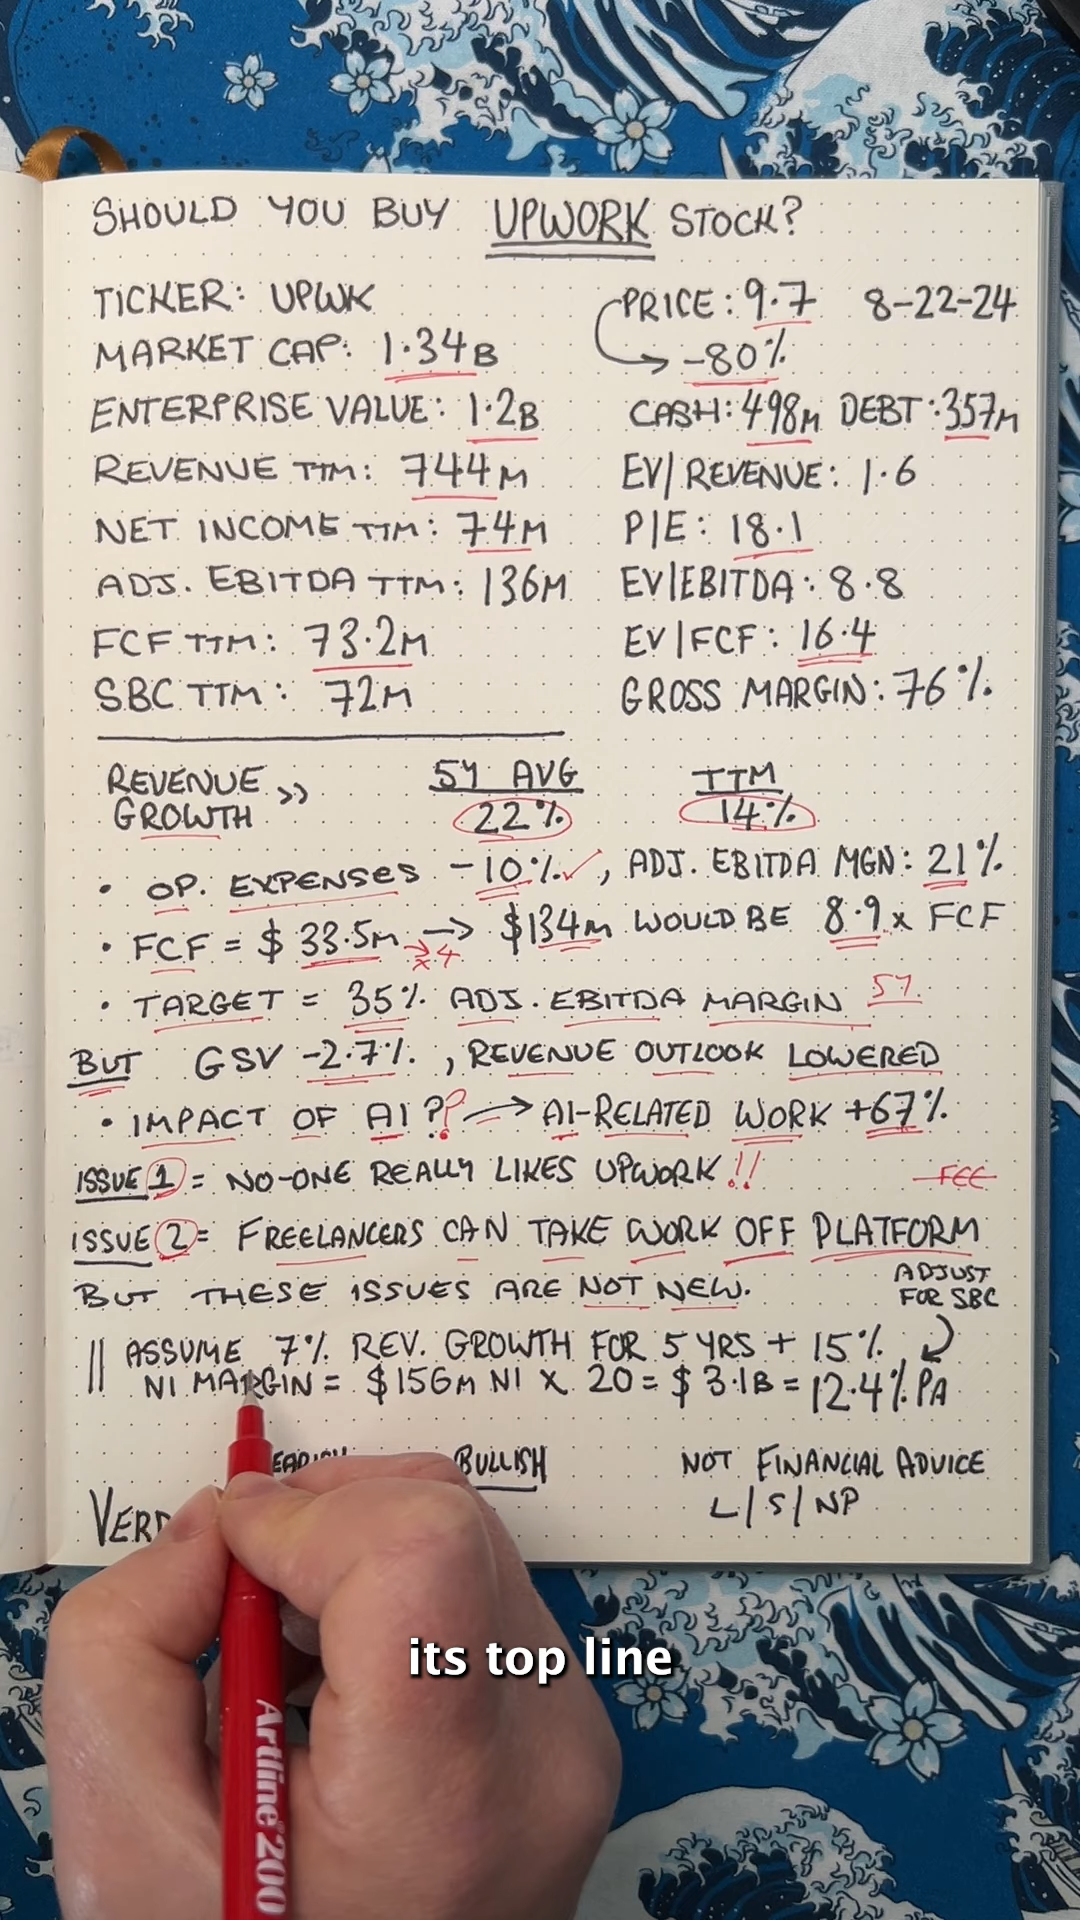 SHOULD YOU BUY UPWORK STOCK?
TICKER: UPWK
MARKET CAP: 1.34B
ENTERPRISE VALUE: 1.2B
REVENUE TTM: 744M
NET INCOME TTM: 74M
ADJ. EBITDA TTM: 136M
FCF TTM: 73.2M
SBC TTM: 72M
PRICE: 9.7 8-22-24
-80%
CASH: 498M DEBT: 357M
EV/REVENUE: 1.6
P/E: 18.1
EV/EBITDA: 8.8
EV/FCF: 16.4
GROSS MARGIN: 76%
REVENUE GROWTH >> 5Y AVG 22% TTM 14%
• OP. EXPENSES -10% ✓, ADJ. EBITDA MGN: 21%
• FCF = $33.5M → $134M WOULD BE 8.9x FCF
x4
• TARGET = 35% ADJ. EBITDA MARGIN 5Y
BUT GSV -2.7%, REVENUE OUTLOOK LOWERED
• IMPACT OF AI?? → AI-RELATED WORK +67%
ISSUE 1 = NO-ONE REALLY LIKES UPWORK!!
FEE
ISSUE 2 = FREELANCERS CAN TAKE WORK OFF PLATFORM
BUT THESE ISSUES ARE NOT NEW.
ADJUST
FOR SBC
|| ASSUME 7% REV. GROWTH FOR 5 YRS + 15%
NI MARGIN = $156M NI X 20 = $3.1B = 12.4% PA
BULLISH
NOT FINANCIAL ADVICE
L/S/NP
its top line
Artline 200